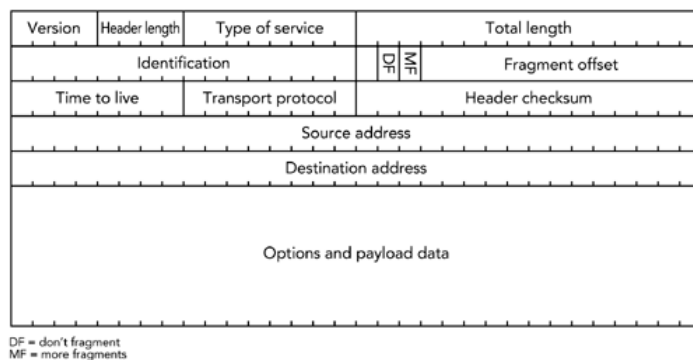 Version Header length Type of service Total length
Identification DF MF Fragment offset
Time to live Transport protocol Header checksum
Source address
Destination address
Options and payload data
DF = don't fragment
MF = more fragments